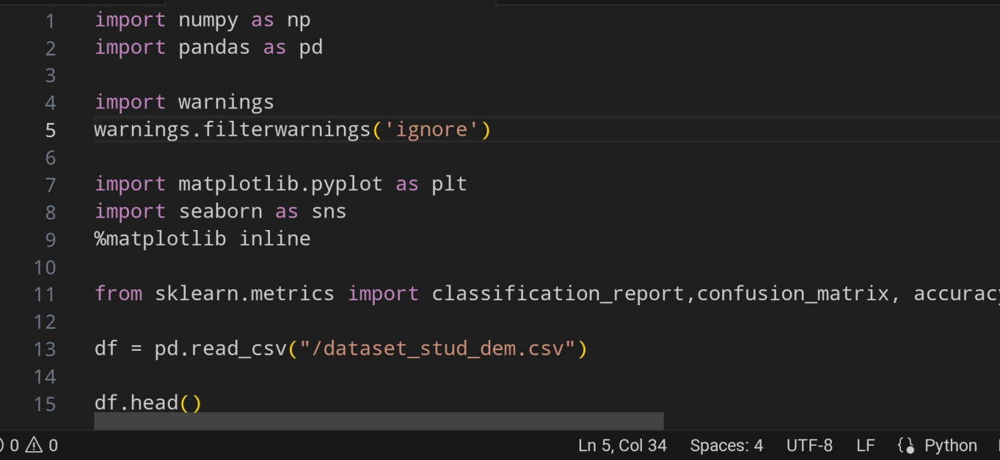 1 import numpy as np
2 import pandas as pd
3
4 import warnings
5 warnings.filterwarnings('ignore')
6
7 import matplotlib.pyplot as plt
8 import seaborn as sns
9 %matplotlib inline
10
11 from sklearn.metrics import classification_report,confusion_matrix, accuracy
12
13 df = pd.read_csv("/dataset_stud_dem.csv")
14
15 df.head()
0 0 Ln 5, Col 34 Spaces: 4 UTF-8 LF Python